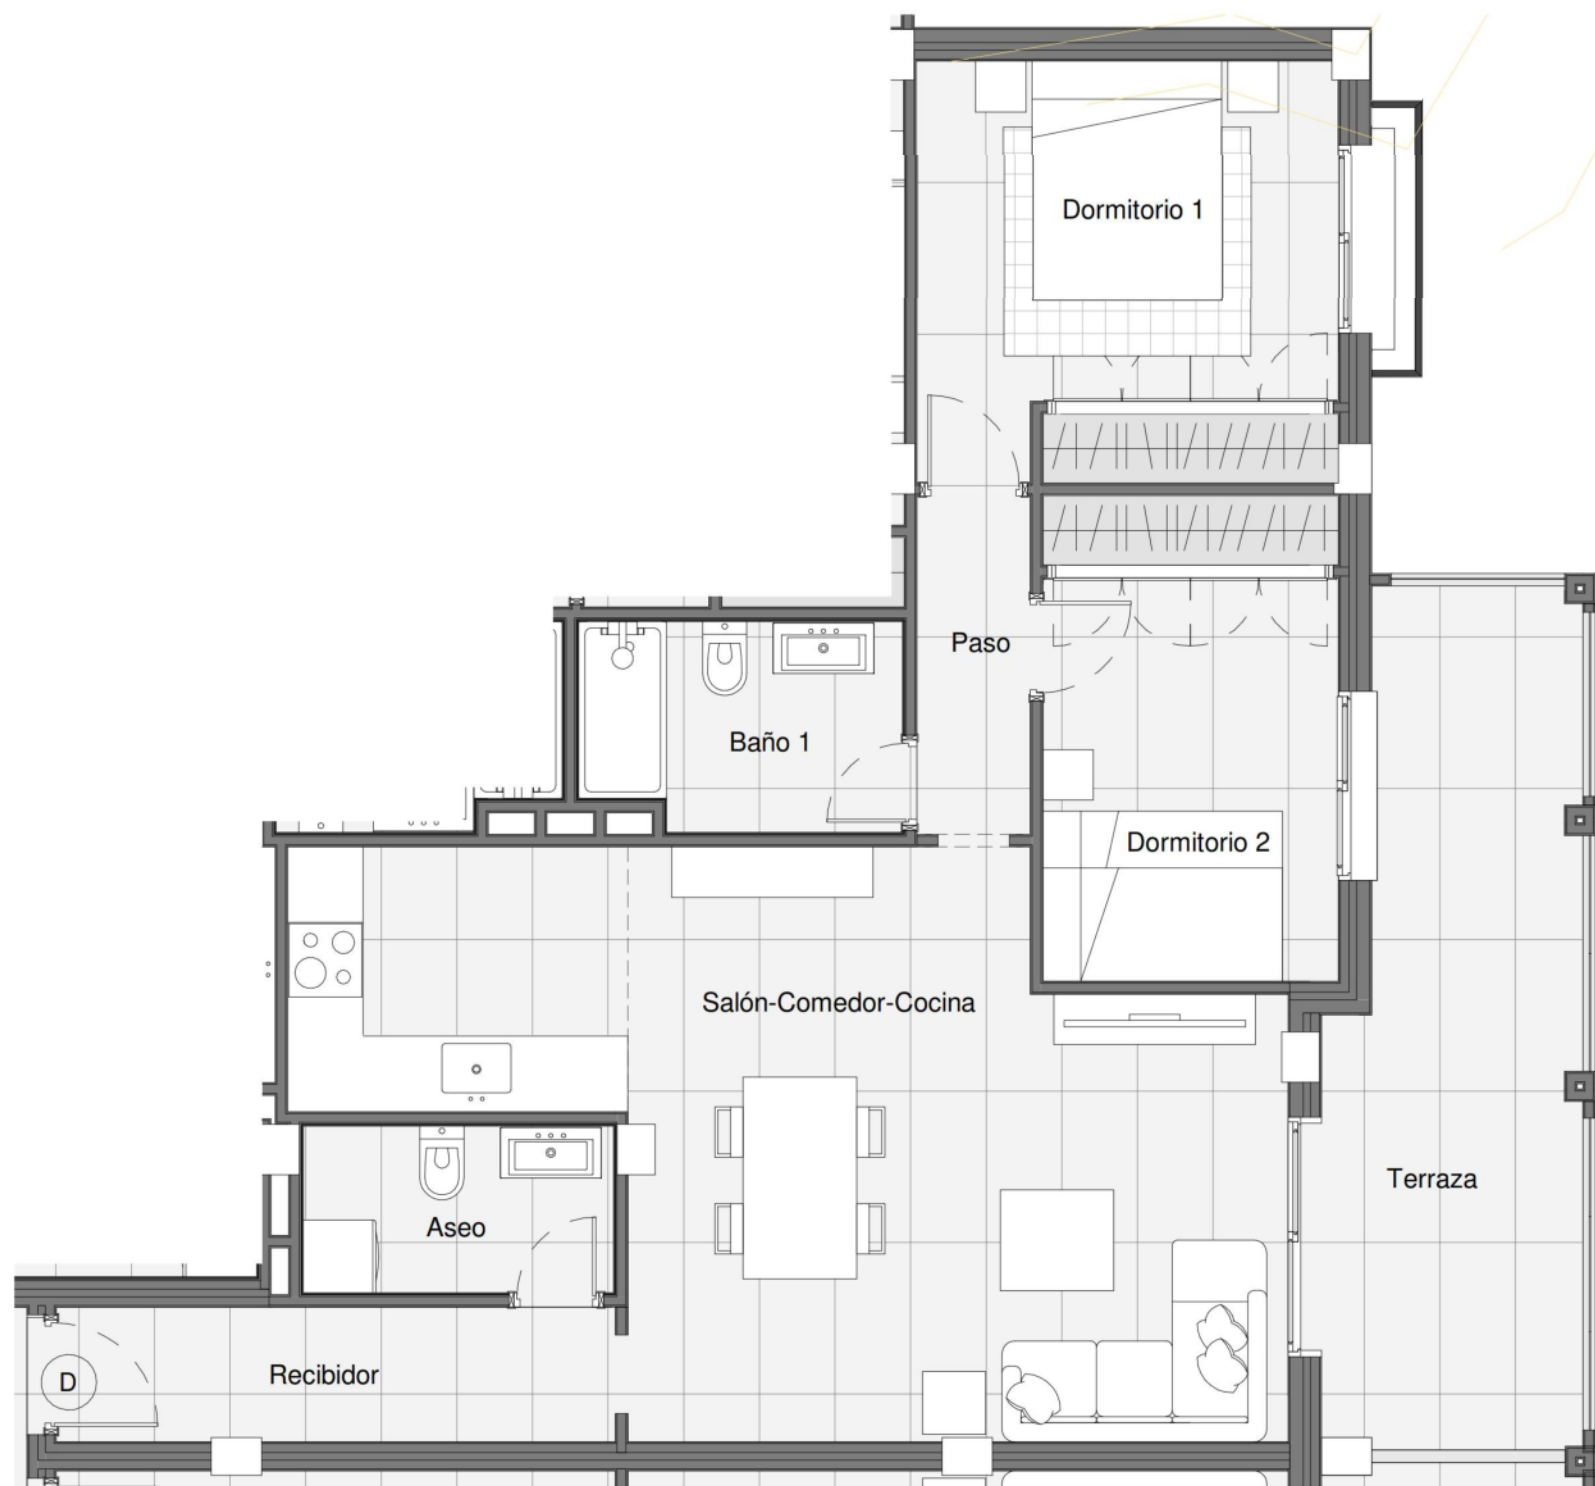 Dormitorio 1
Paso
Baño 1
Dormitorio 2
Salón-Comedor-Cocina
Terraza
Aseo
Recibidor
D